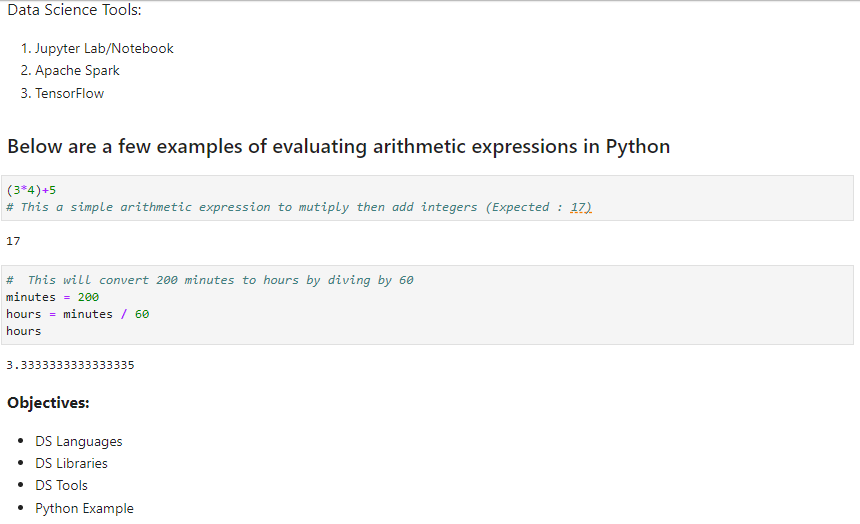 Data Science Tools:
1. Jupyter Lab/Notebook
2. Apache Spark
3. TensorFlow
Below are a few examples of evaluating arithmetic expressions in Python
(3*4)+5
# This a simple arithmetic expression to mutiply then add integers (Expected : 17)
17
#  This will convert 200 minutes to hours by diving by 60
minutes = 200
hours = minutes / 60
hours
3.3333333333333335
Objectives:
• DS Languages
• DS Libraries
• DS Tools
• Python Example